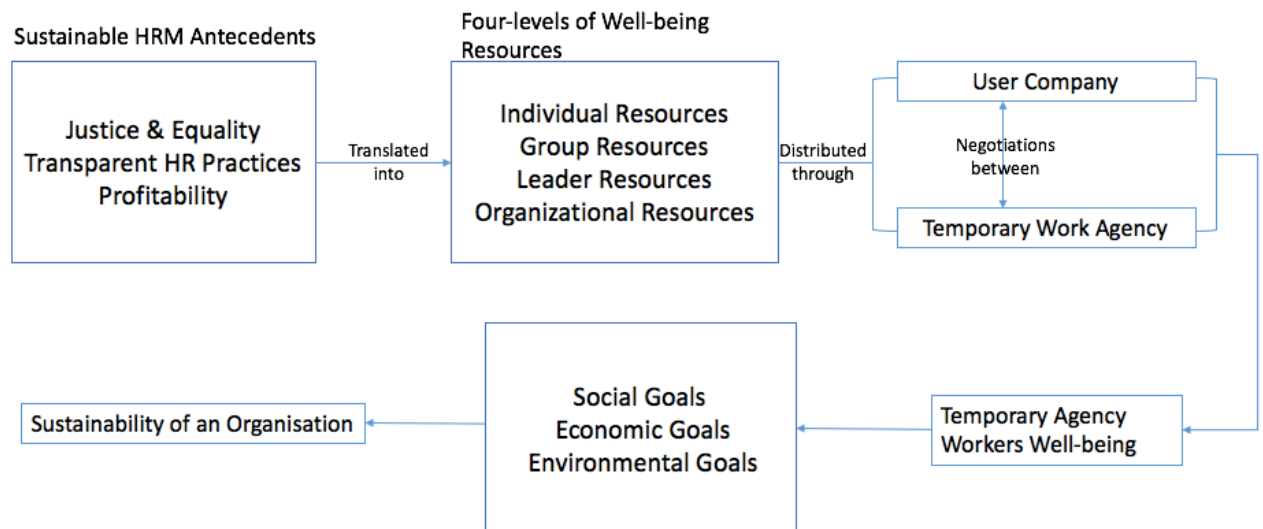 Sustainable HRM Antecedents
Justice & Equality
Transparent HR Practices
Profitability
Translated
into
Four-levels of Well-being
Resources
Individual Resources
Group Resources
Leader Resources
Organizational Resources
Distributed
through
User Company
Negotiations
between
Temporary Work Agency
Temporary Agency
Workers Well-being
Social Goals
Economic Goals
Environmental Goals
Sustainability of an Organisation